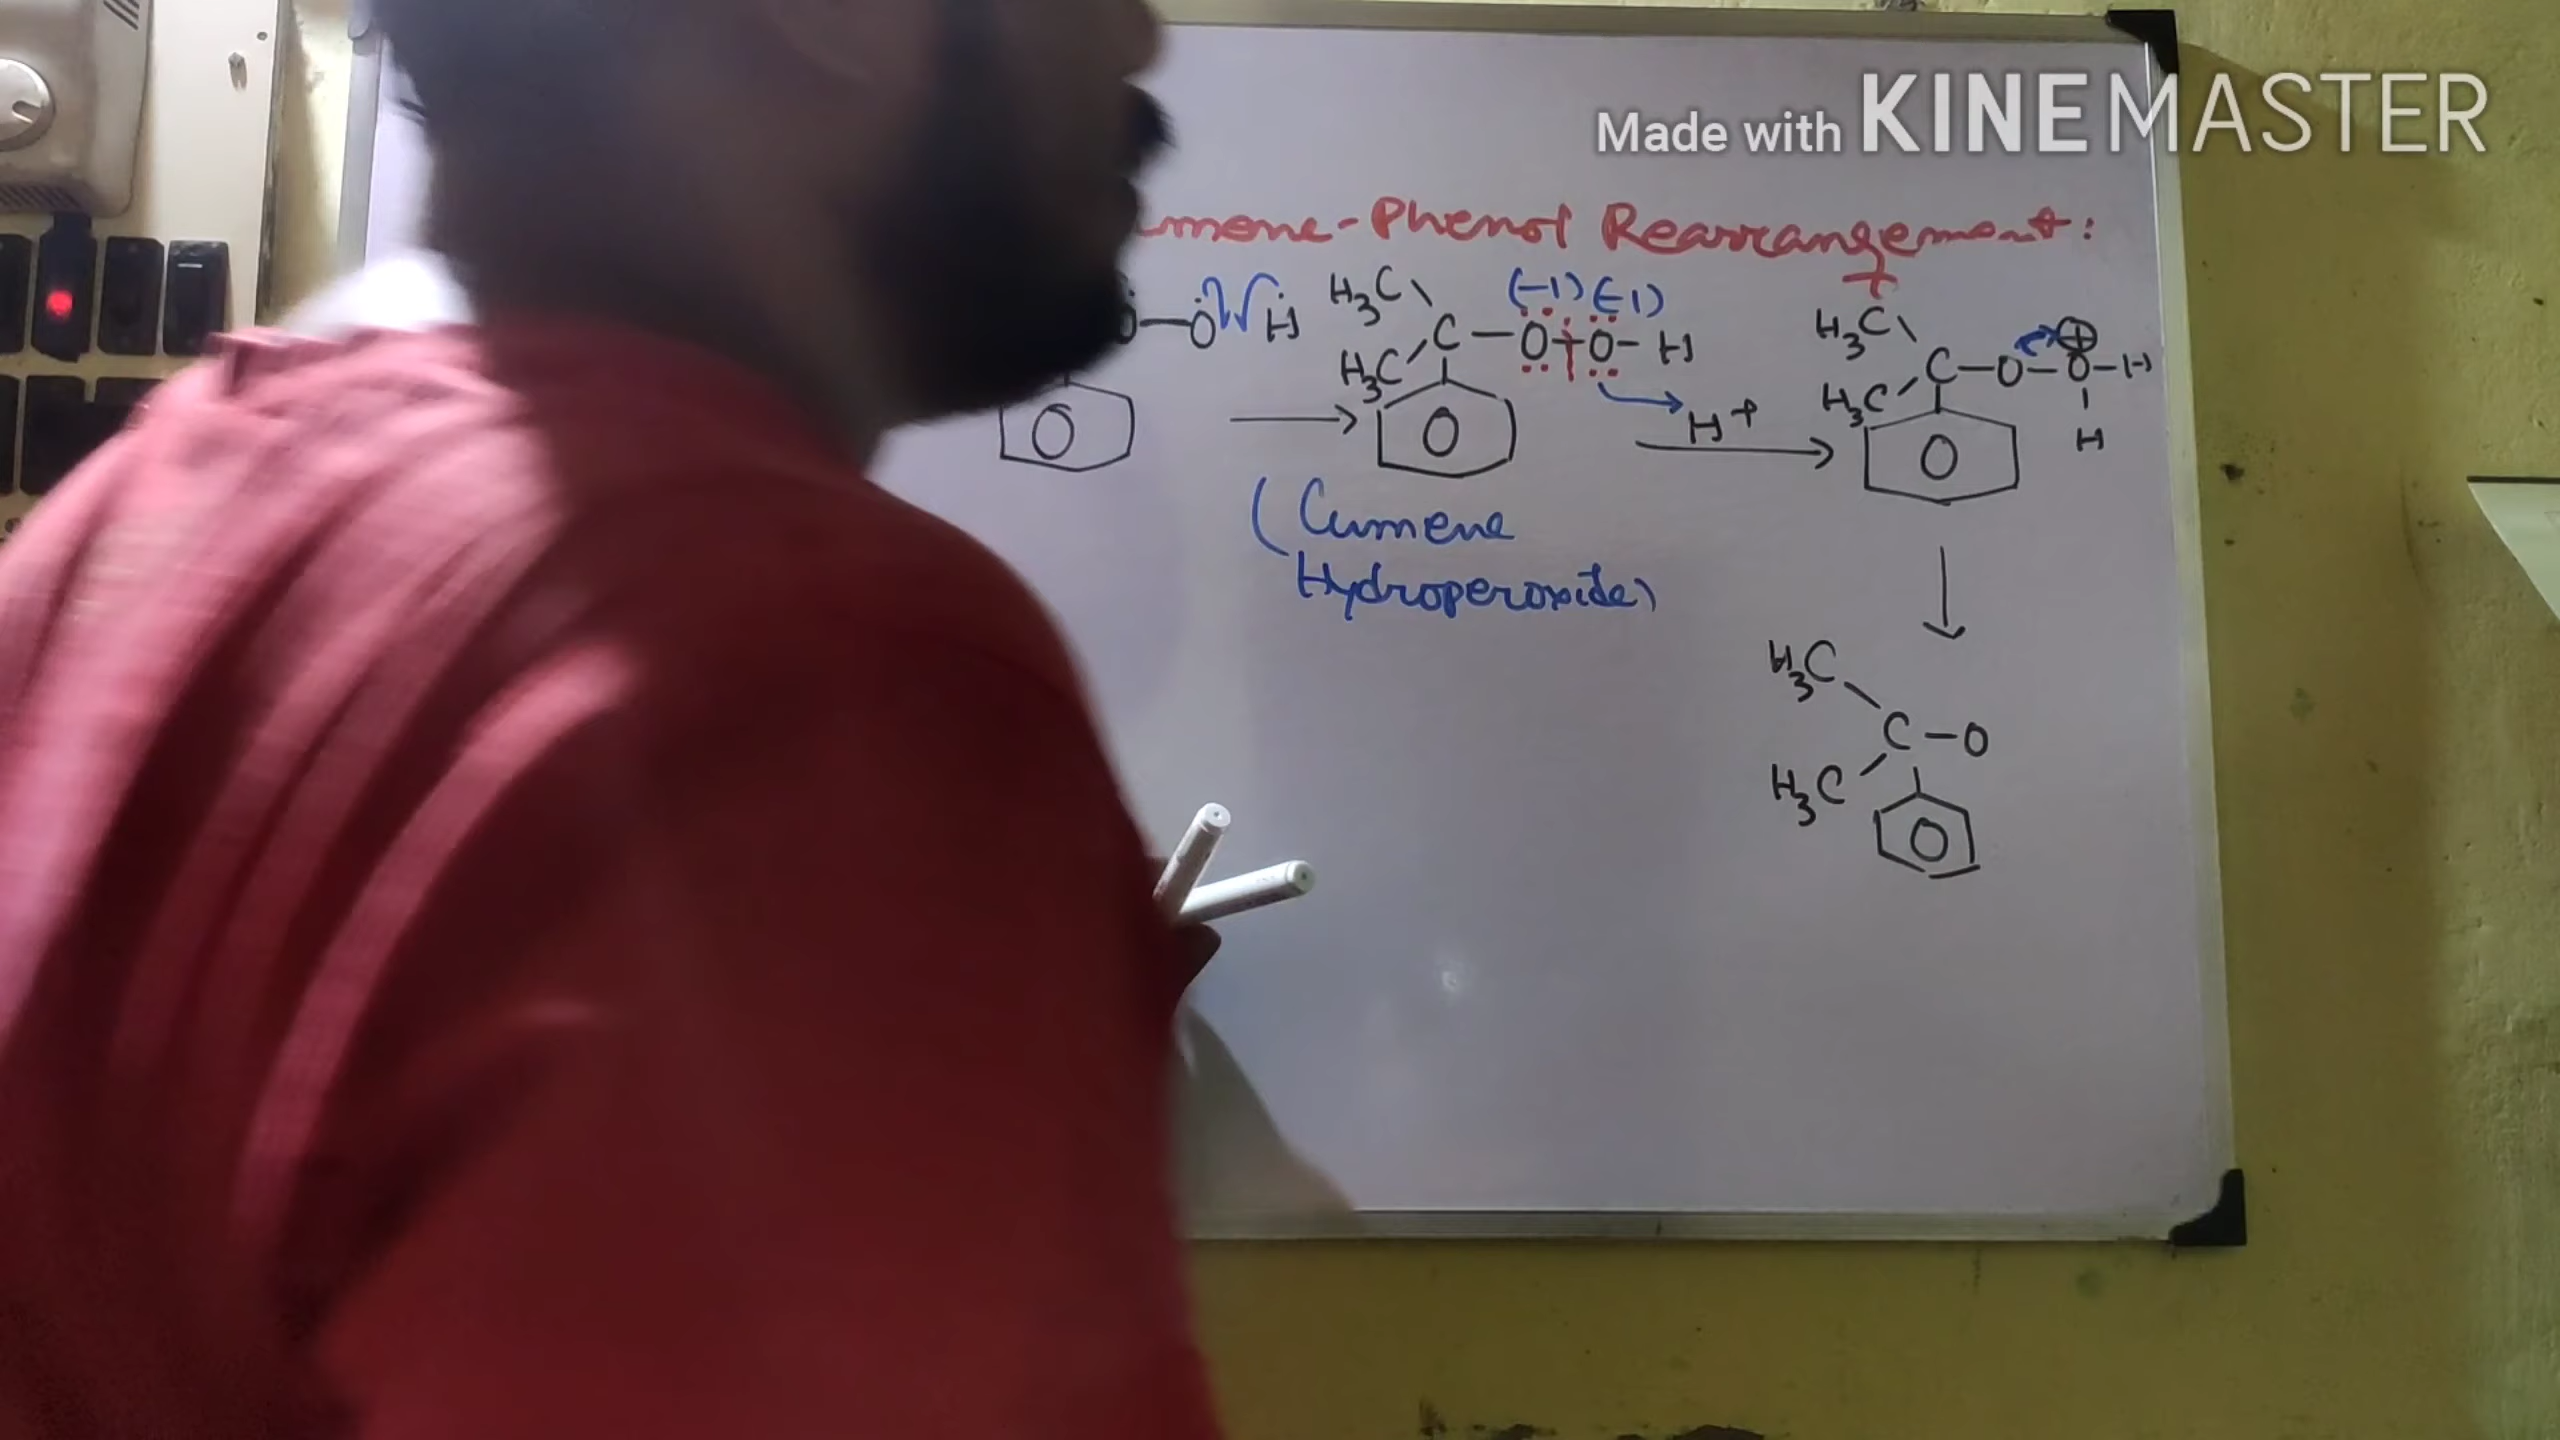 Made with KINEMASTER
mene-Phenol Rearrangement:
O—O H
H3C (-1) (-1)
C—O+O—H
H3C
H+
H3C +
C—O—O—H
H3C ⊕
H
(Cumene
Hydroperoxide)
H3C
C—O
H3C